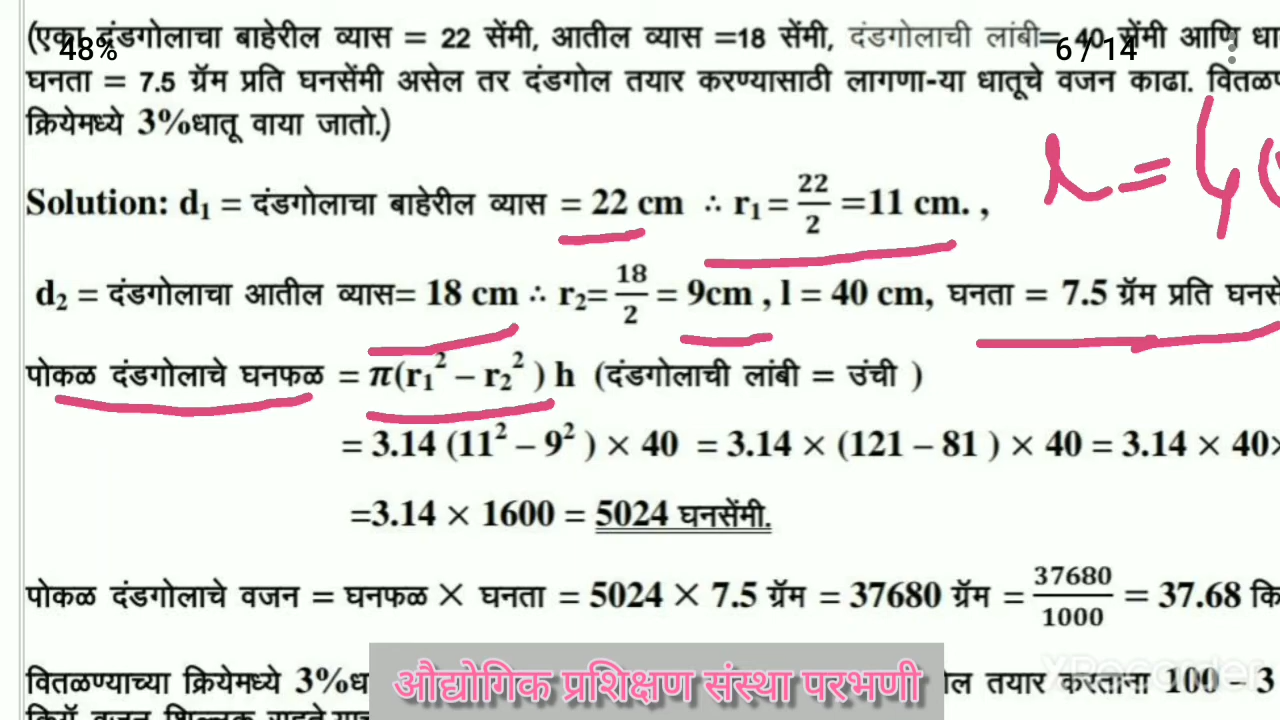 (एका दंडगोलाचा बाहेरील व्यास = 22 सेंमी, आतील व्यास =18 सेंमी, दंडगोलाची लांबी= 40 सेंमी आणि धा
48%
6 / 14
घनता = 7.5 ग्रॅम प्रति घनसेंमी असेल तर दंडगोल तयार करण्यासाठी लागणा-या धातूचे वजन काढा.
क्रियेमध्ये 3%धातू वाया जातो.)
Solution: d₁ = दंडगोलाचा बाहेरील व्यास = 22 cm ∴ r₁ = 22/2 =11 cm. ,
d₂ = दंडगोलाचा आतील व्यास= 18 cm ∴ r₂= 18/2 = 9cm , l = 40 cm, घनता = 7.5 ग्रॅम प्रति घनसें
पोकळ दंडगोलाचे घनफळ = π(r₁² − r₂² ) h (दंडगोलाची लांबी = उंची )
= 3.14 (11² − 9² ) × 40 = 3.14 × (121 − 81 ) × 40 = 3.14 × 40×
=3.14 × 1600 = 5024 घनसेंमी.
पोकळ दंडगोलाचे वजन = घनफळ × घनता = 5024 × 7.5 ग्रॅम = 37680 ग्रॅम = 37680/1000 = 37.68 कि
वितळण्याच्या क्रियेमध्ये 3%ध
औद्योगिक प्रशिक्षण संस्था परभणी
ल तयार करताना 100 − 3
XRecorder